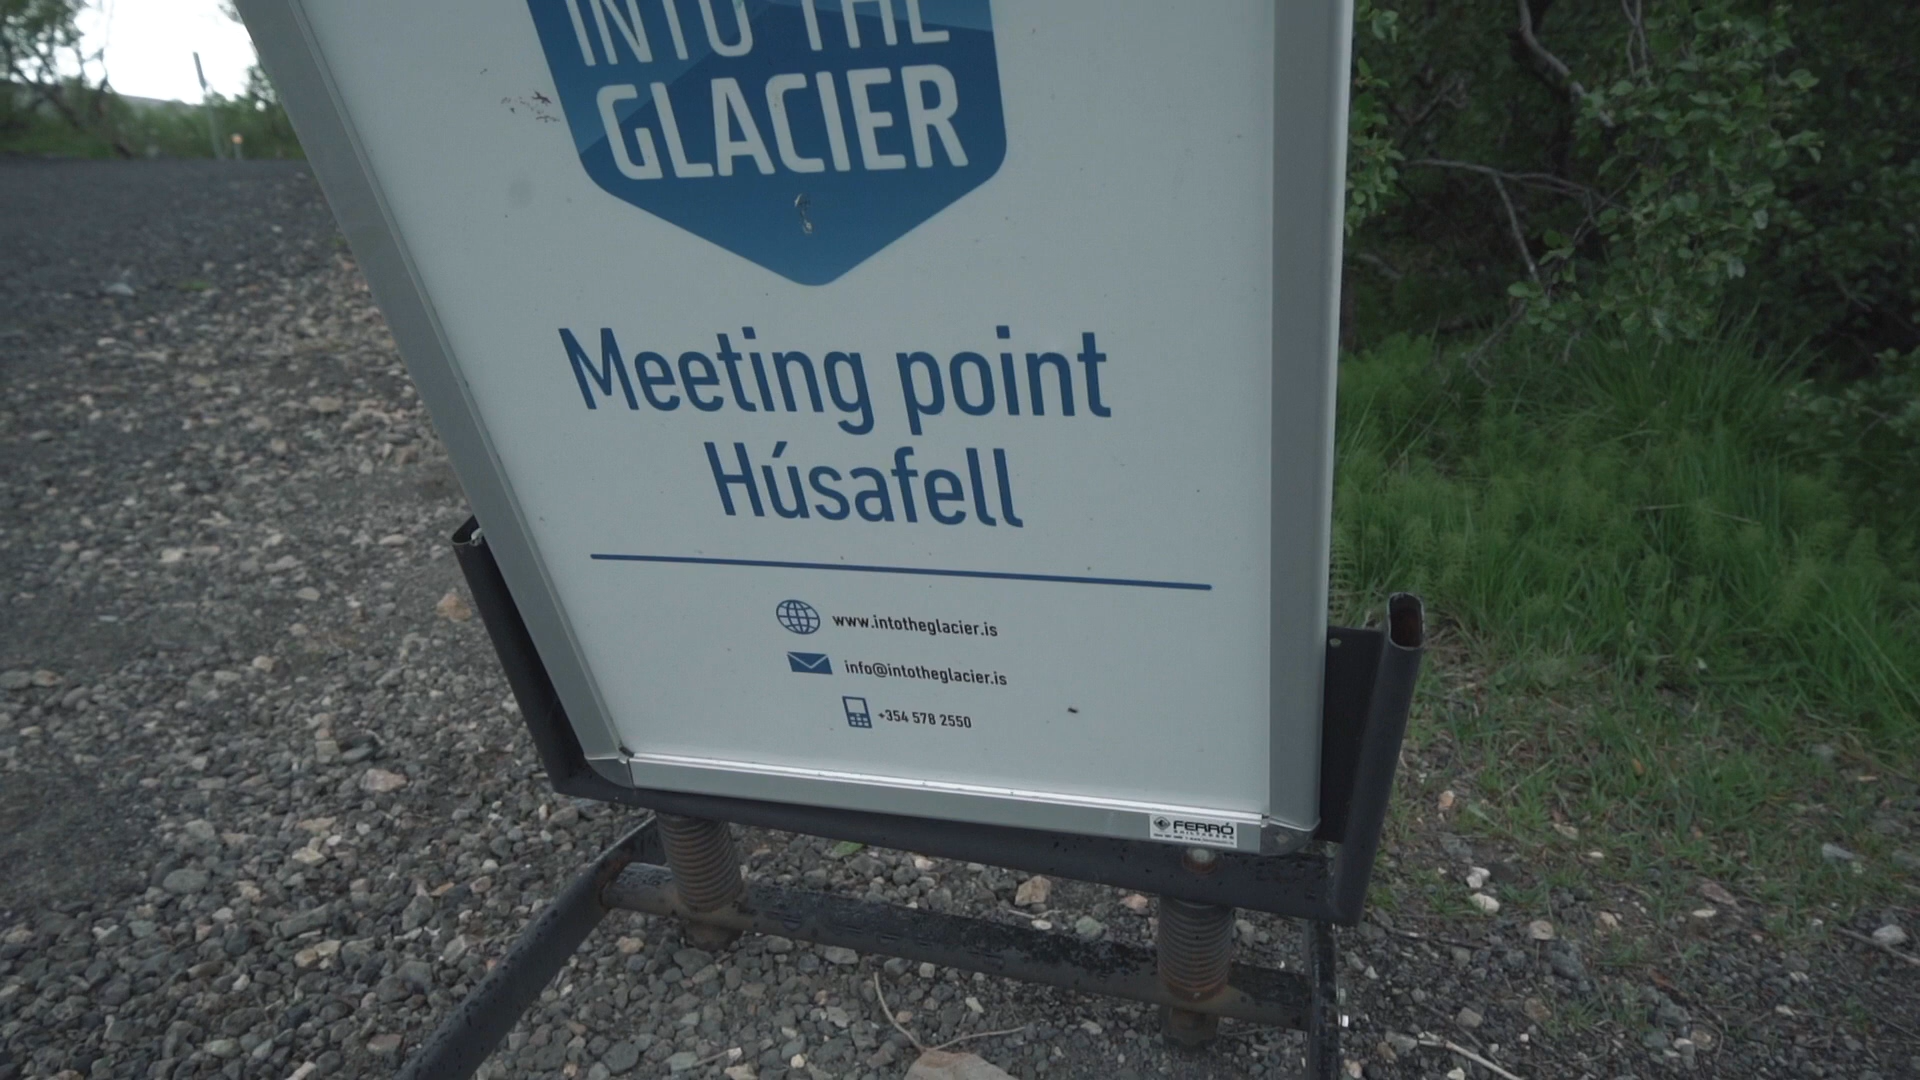 INTO THE
GLACIER
Meeting point
Húsafell
www.intotheglacier.is
info@intotheglacier.is
+354 578 2550
FERRÓ